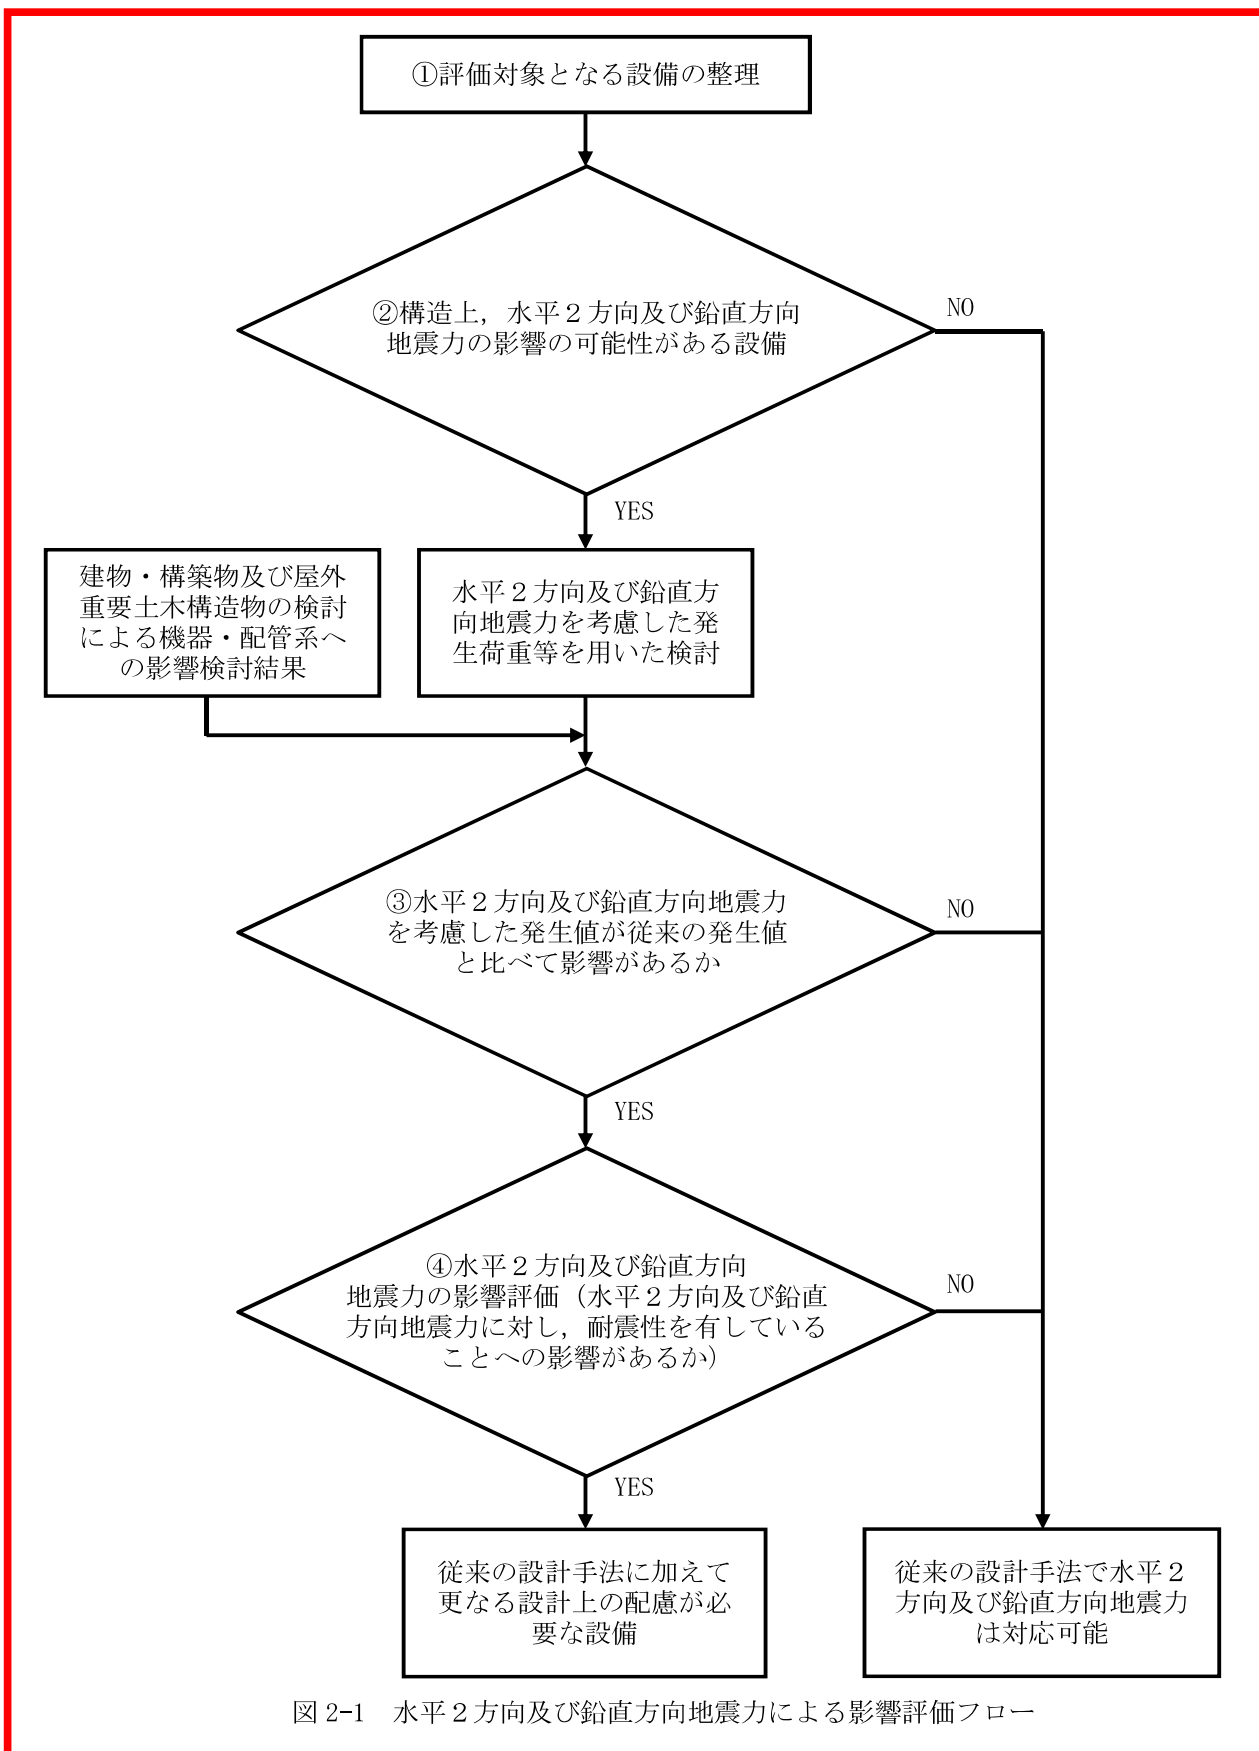 ①評価対象となる設備の整理
②構造上，水平２方向及び鉛直方向
地震力の影響の可能性がある設備
NO
YES
建物・構築物及び屋外
重要土木構造物の検討
による機器・配管系へ
の影響検討結果
水平２方向及び鉛直方
向地震力を考慮した発
生荷重等を用いた検討
③水平２方向及び鉛直方向地震力
を考慮した発生値が従来の発生値
と比べて影響があるか
NO
YES
④水平２方向及び鉛直方向
地震力の影響評価（水平２方向及び鉛直
方向地震力に対し，耐震性を有している
ことへの影響があるか）
NO
YES
従来の設計手法に加えて
更なる設計上の配慮が必
要な設備
従来の設計手法で水平２
方向及び鉛直方向地震力
は対応可能
図 2-1　水平２方向及び鉛直方向地震力による影響評価フロー